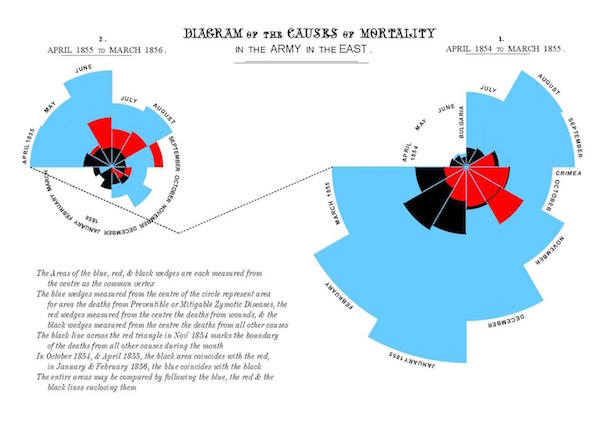 DIAGRAM OF THE CAUSES OF MORTALITY
IN THE ARMY IN THE EAST.
2.
APRIL 1855 TO MARCH 1856.
1.
APRIL 1854 TO MARCH 1855.
APRIL 1855
MAY
JUNE
JULY
AUGUST
SEPTEMBER
OCTOBER
NOVEMBER
DECEMBER
1856
JANUARY
FEBRUARY
MARCH
APRIL
1854
MAY
JUNE
BULGARIA
JULY
AUGUST
SEPTEMBER
CRIMEA
OCTOBER
NOVEMBER
DECEMBER
JANUARY 1855
FEBRUARY
MARCH 1855
The Areas of the blue, red, & black wedges are each measured from
the centre as the common vertex
The blue wedges measured from the centre of the circle represent area
for area the deaths from Preventible or Mitigable Zymotic Diseases, the
red wedges measured from the centre the deaths from wounds, & the
black wedges measured from the centre the deaths from all other causes
The black line across the red triangle in Nov' 1854 marks the boundary
of the deaths from all other causes during the month
In October 1854, & April 1855, the black area coincides with the red,
in January & February 1856, the blue coincides with the black
The entire areas may be compared by following the blue, the red & the
black lines enclosing them